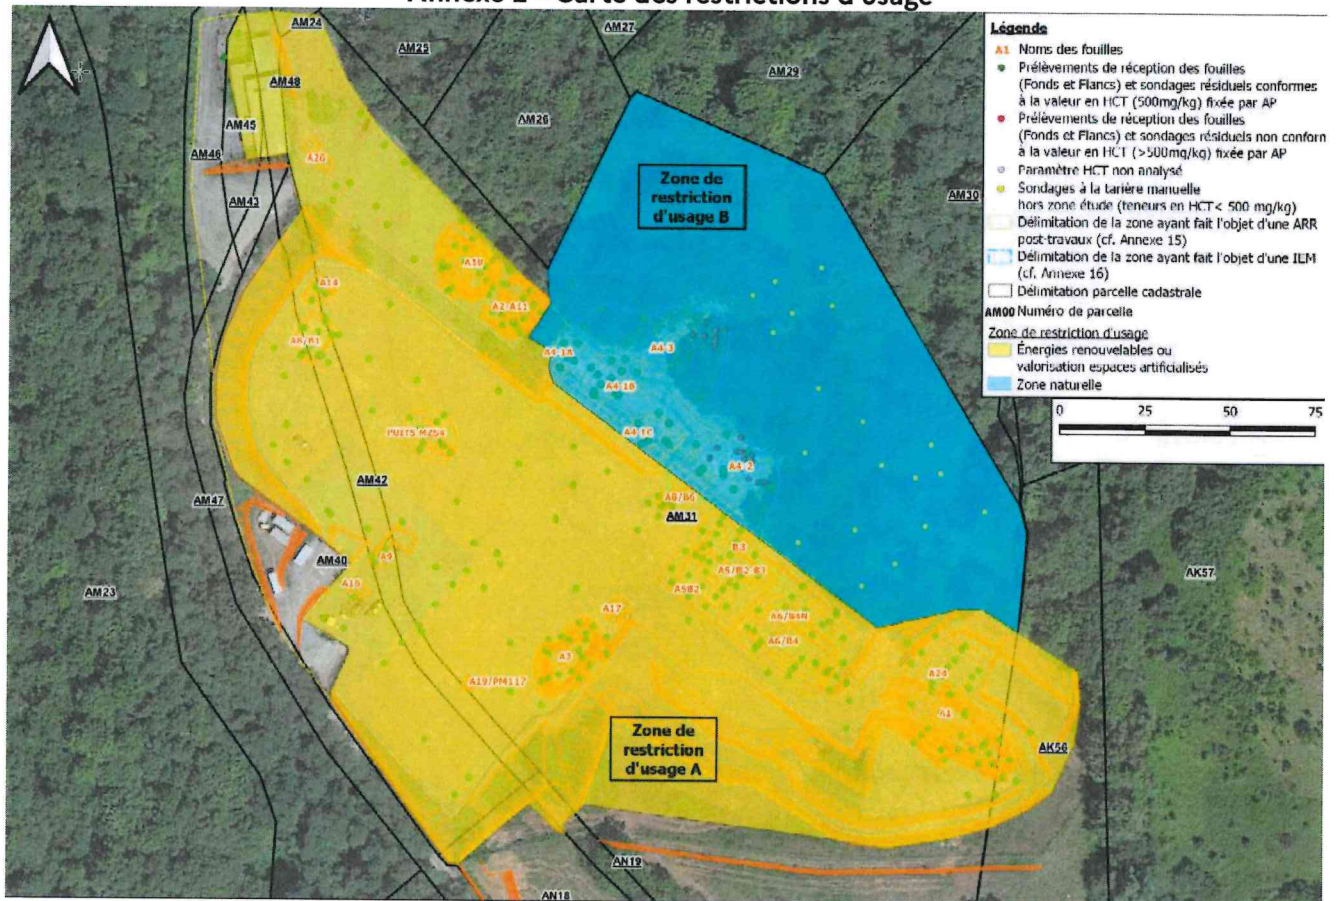 Annexe 2 - Carte des restrictions d'usage
Légende
A1 Noms des fouilles
Prélèvements de réception des fouilles
(Fonds et Flancs) et sondages résiduels conformes
à la valeur en HCT (500mg/kg) fixée par AP
Prélèvements de réception des fouilles
(Fonds et Flancs) et sondages résiduels non conform
à la valeur en HCT (>500mg/kg) fixée par AP
Paramètre HCT non analysé
Sondages à la tarière manuelle
hors zone étude (teneurs en HCT< 500 mg/kg)
Délimitation de la zone ayant fait l'objet d'une ARR
post-travaux (cf. Annexe 15)
Délimitation de la zone ayant fait l'objet d'une IEM
(cf. Annexe 16)
Délimitation parcelle cadastrale
AM00 Numéro de parcelle
Zone de restriction d'usage
Énergies renouvelables ou
valorisation espaces artificialisés
Zone naturelle
0 25 50 75
AM24
AM25
AM27
AM48
AM29
AM26
AM45
AM46
A20
AM43
AM30
Zone de
restriction
d'usage B
A10
A14
A2-A11
A8/B1
A4-1A
A4-3
A4-1B
PUITS MZ54
A4-1C
A4-2
AM42
AM47
A8/B6
AM31
B3
A9
AM40
A5/B2-B3
A5B2
AM23
AK57
A17
A6/B4N
A6/B4
A3
A24
A19/PM117
A1
Zone de
restriction
d'usage A
AK56
AN19
AN18